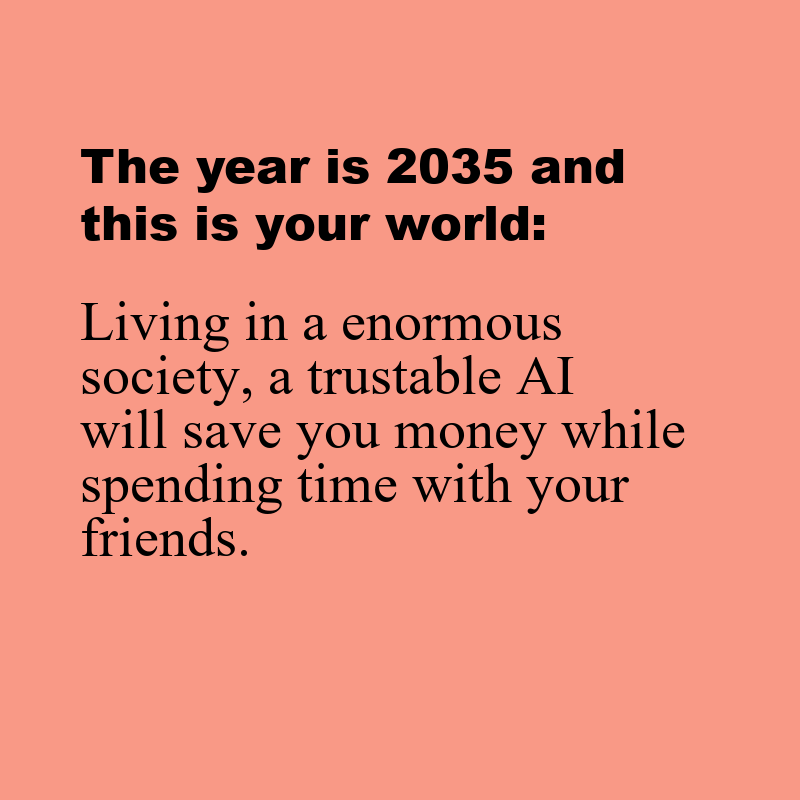 The year is 2035 and
this is your world:
Living in a enormous
society, a trustable AI
will save you money while
spending time with your
friends.